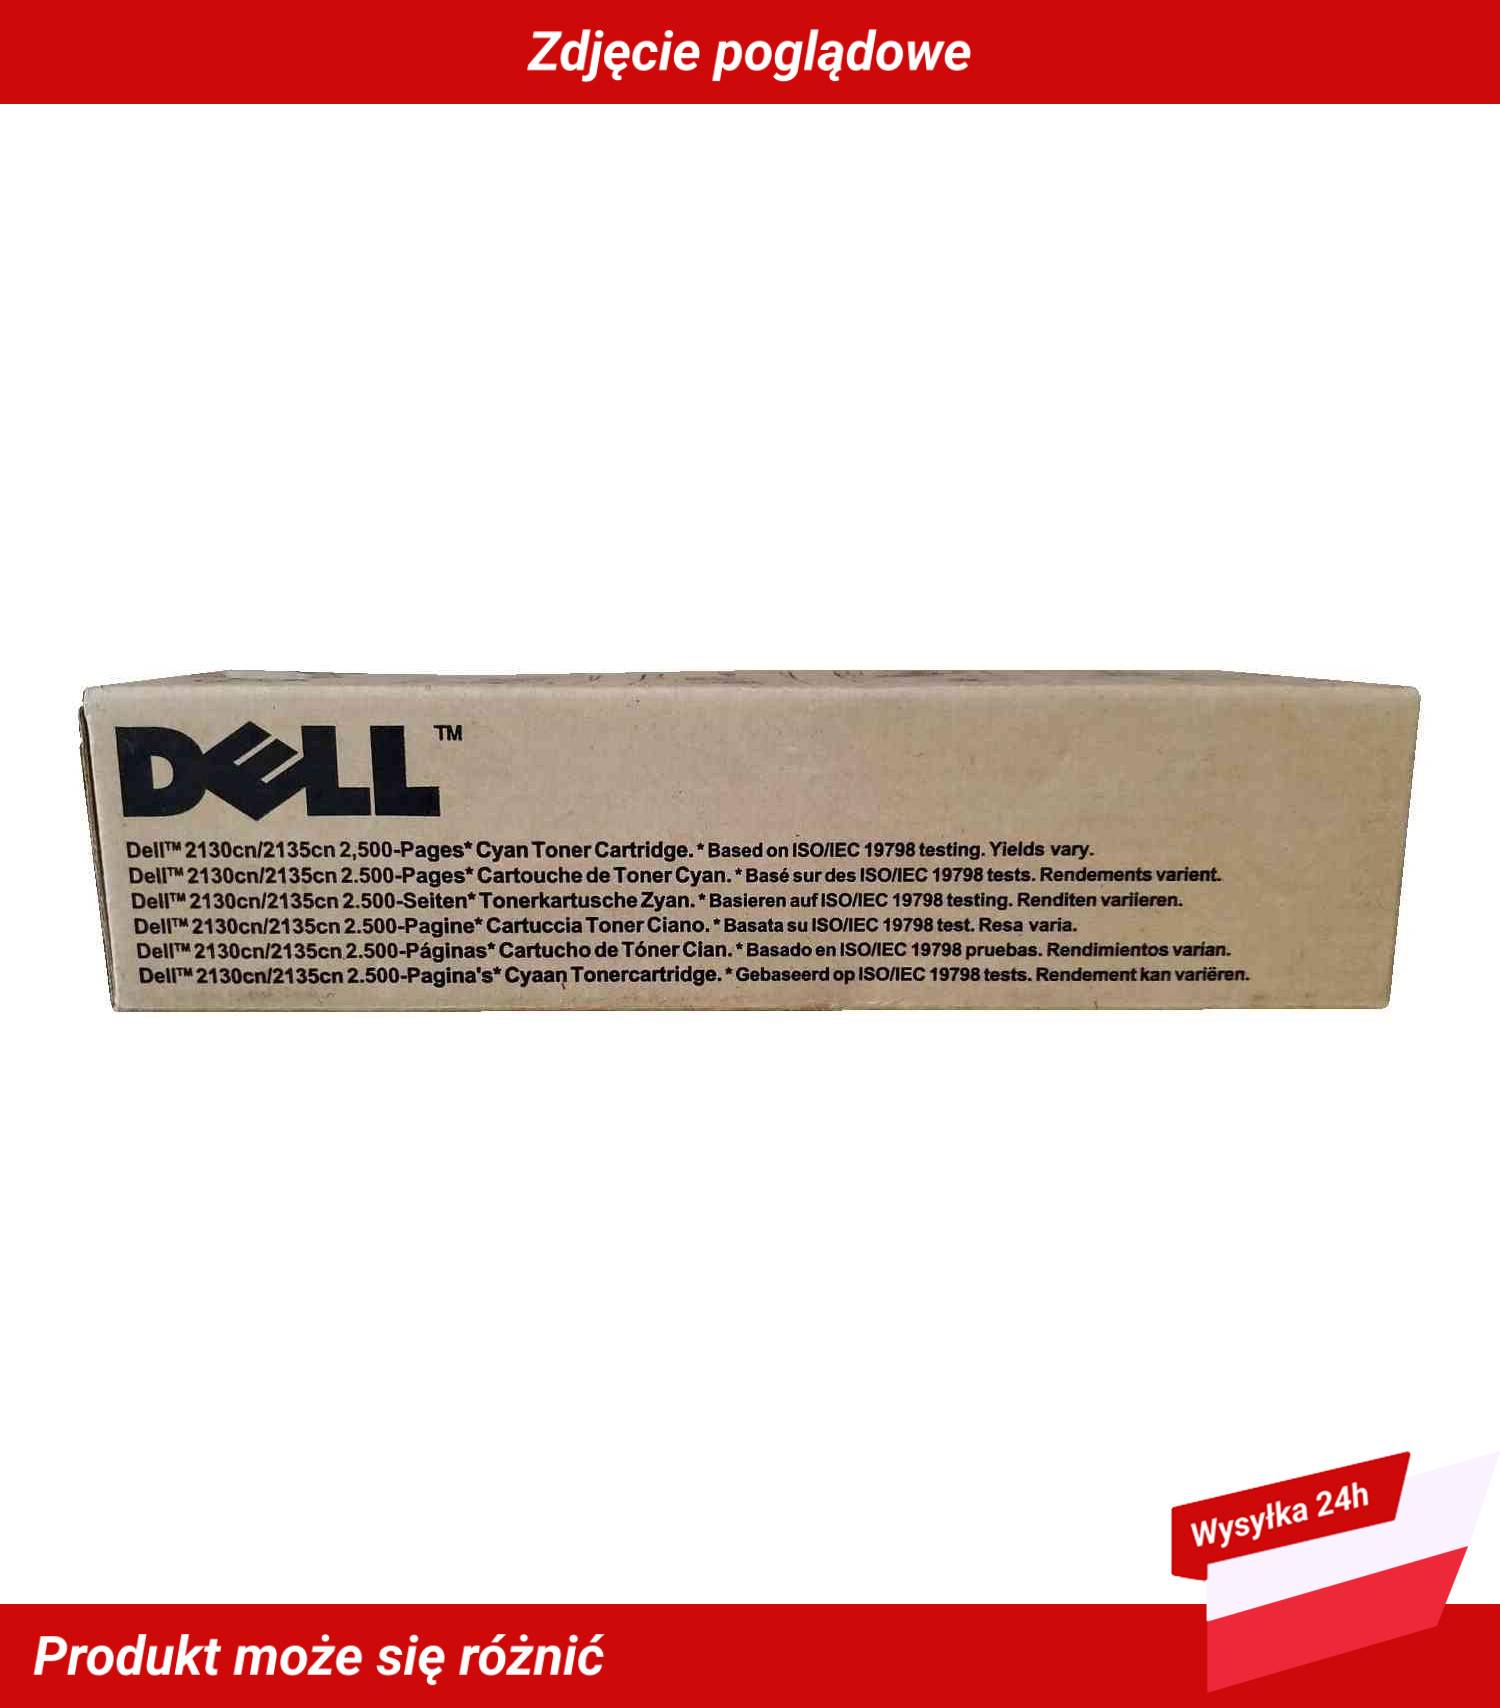 Zdjęcie poglądowe
DELL™
Dell™ 2130cn/2135cn 2,500-Pages* Cyan Toner Cartridge. * Based on ISO/IEC 19798 testing. Yields vary.
Dell™ 2130cn/2135cn 2.500-Pages* Cartouche de Toner Cyan. * Basé sur des ISO/IEC 19798 tests. Rendements varient.
Dell™ 2130cn/2135cn 2.500-Seiten* Tonerkartusche Zyan. * Basieren auf ISO/IEC 19798 testing. Renditen variieren.
Dell™ 2130cn/2135cn 2.500-Pagine* Cartuccia Toner Ciano. * Basata su ISO/IEC 19798 test. Resa varia.
Dell™ 2130cn/2135cn 2.500-Páginas* Cartucho de Tóner Cian. * Basado en ISO/IEC 19798 pruebas. Rendimientos varían.
Dell™ 2130cn/2135cn 2.500-Pagina's* Cyaan Tonercartridge. * Gebaseerd op ISO/IEC 19798 tests. Rendement kan variëren.
Wysyłka 24h
Produkt może się różnić